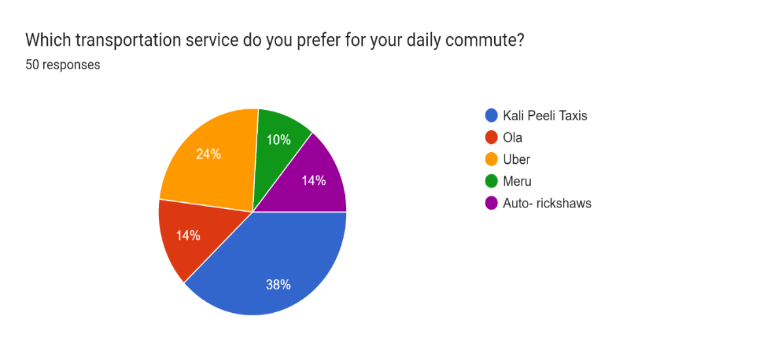 Which transportation service do you prefer for your daily commute?
50 responses
Kali Peeli Taxis
Ola
Uber
Meru
Auto- rickshaws
10%
24%
14%
14%
38%